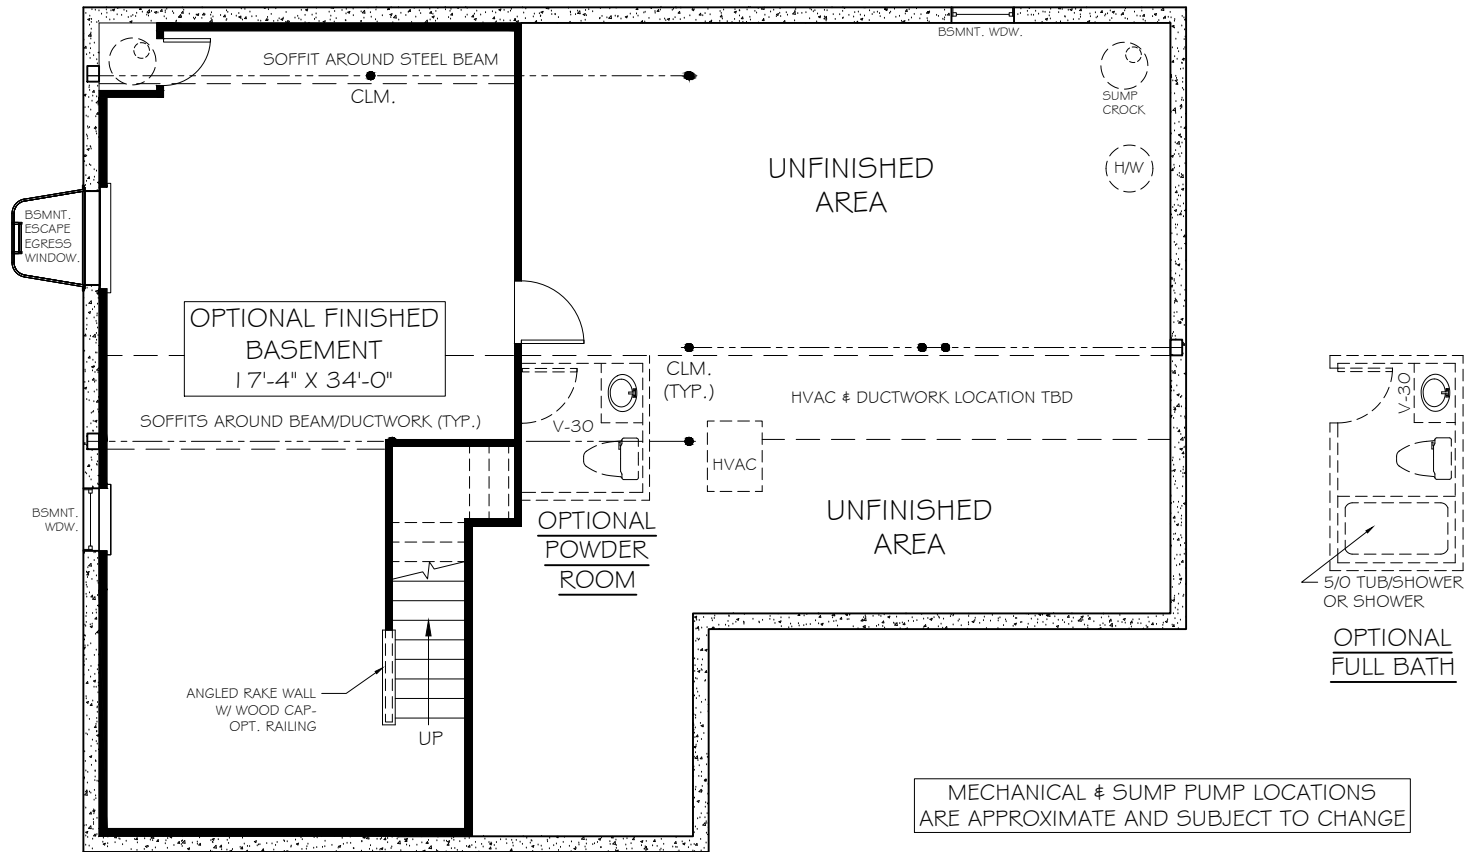 BSMNT. WDW.
SOFFIT AROUND STEEL BEAM
CLM.
SUMP
CROCK
H/W
UNFINISHED
AREA
BSMNT.
ESCAPE
EGRESS
WINDOW.
OPTIONAL FINISHED
BASEMENT
17'-4" X 34'-0"
CLM.
(TYP.)
HVAC & DUCTWORK LOCATION TBD
SOFFITS AROUND BEAM/DUCTWORK (TYP.)
V-30
HVAC
BSMNT.
WDW.
OPTIONAL
POWDER
ROOM
UNFINISHED
AREA
ANGLED RAKE WALL
W/ WOOD CAP-
OPT. RAILING
UP
V-30
5/0 TUB/SHOWER
OR SHOWER
OPTIONAL
FULL BATH
MECHANICAL & SUMP PUMP LOCATIONS
ARE APPROXIMATE AND SUBJECT TO CHANGE